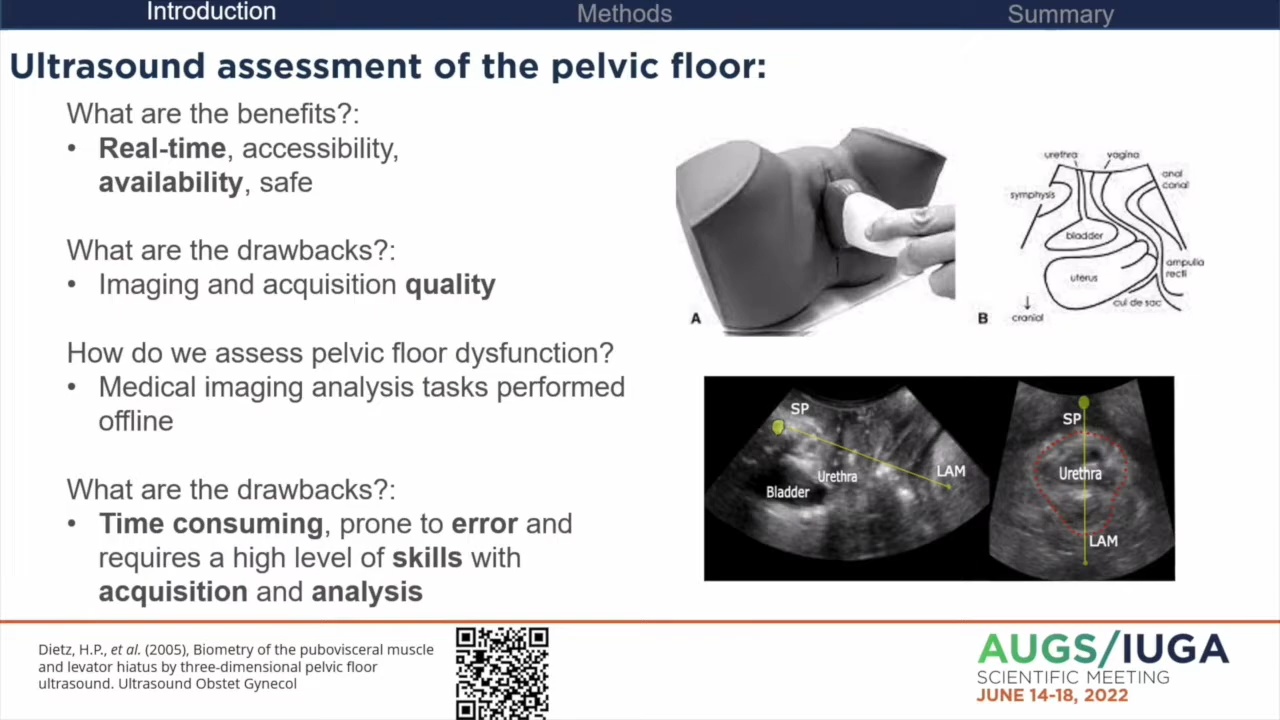 Introduction
Methods
Summary
Ultrasound assessment of the pelvic floor:
What are the benefits?:
• Real-time, accessibility,
availability, safe
What are the drawbacks?:
• Imaging and acquisition quality
How do we assess pelvic floor dysfunction?
• Medical imaging analysis tasks performed
offline
What are the drawbacks?:
• Time consuming, prone to error and
requires a high level of skills with
acquisition and analysis
A
urethra
vagina
anal
canal
symphysis
bladder
ampulla
recti
uterus
cul de sac
cranial
B
SP
Urethra
LAM
Bladder
SP
Urethra
LAM
Dietz, H.P., et al. (2005), Biometry of the pubovisceral muscle
and levator hiatus by three-dimensional pelvic floor
ultrasound. Ultrasound Obstet Gynecol
AUGS/IUGA
SCIENTIFIC MEETING
JUNE 14-18, 2022